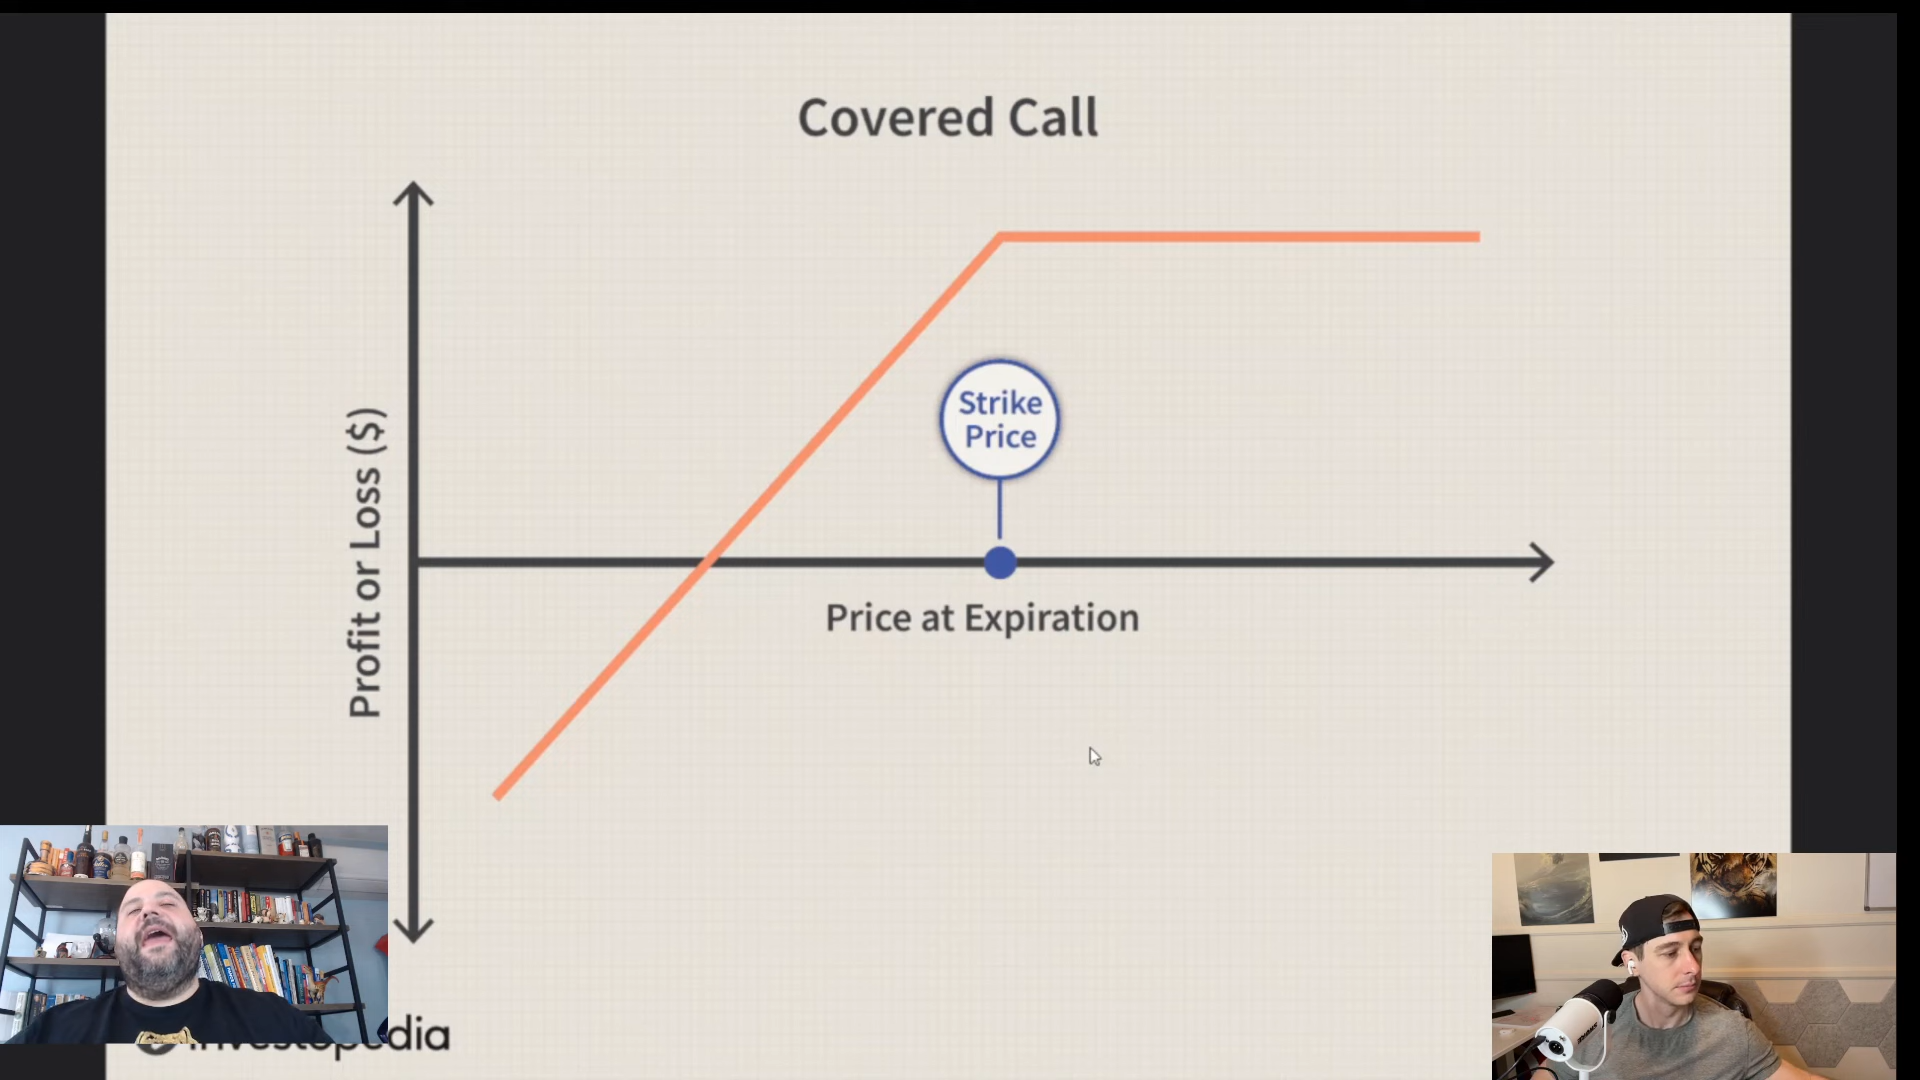 Covered Call
Profit or Loss ($)
Strike
Price
Price at Expiration